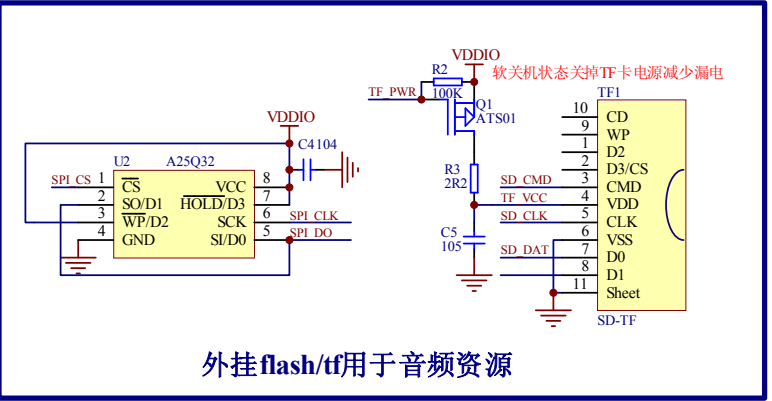 VDDIO
软关机状态关掉TF卡电源减少漏电
R2
100K
TF_PWR
Q1
ATS01
R3
2R2
C5
105
TF1
10 CD
9 WP
1 D2
2 D3/CS
SD_CMD 3 CMD
TF_VCC 4 VDD
SD_CLK 5 CLK
6 VSS
SD_DAT 7 D0
8 D1
11 Sheet
SD-TF
VDDIO
C4 104
U2 A25Q32
SPI_CS 1 CS VCC 8
2 SO/D1 HOLD/D3 7
3 WP/D2 SCK 6 SPI_CLK
4 GND SI/D0 5 SPI_DO
外挂flash/tf用于音频资源